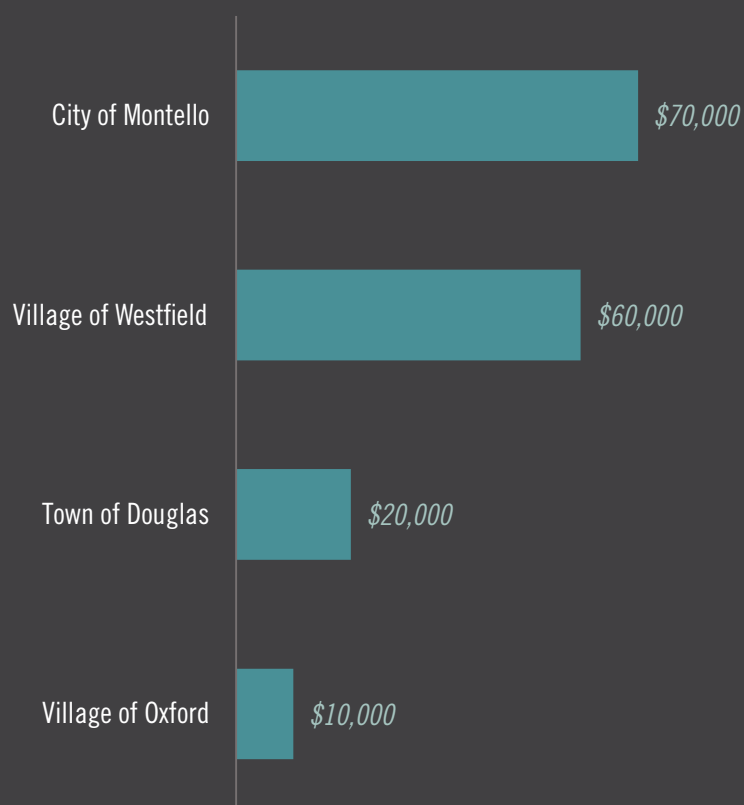 City of Montello
$70,000
Village of Westfield
$60,000
Town of Douglas
$20,000
Village of Oxford
$10,000